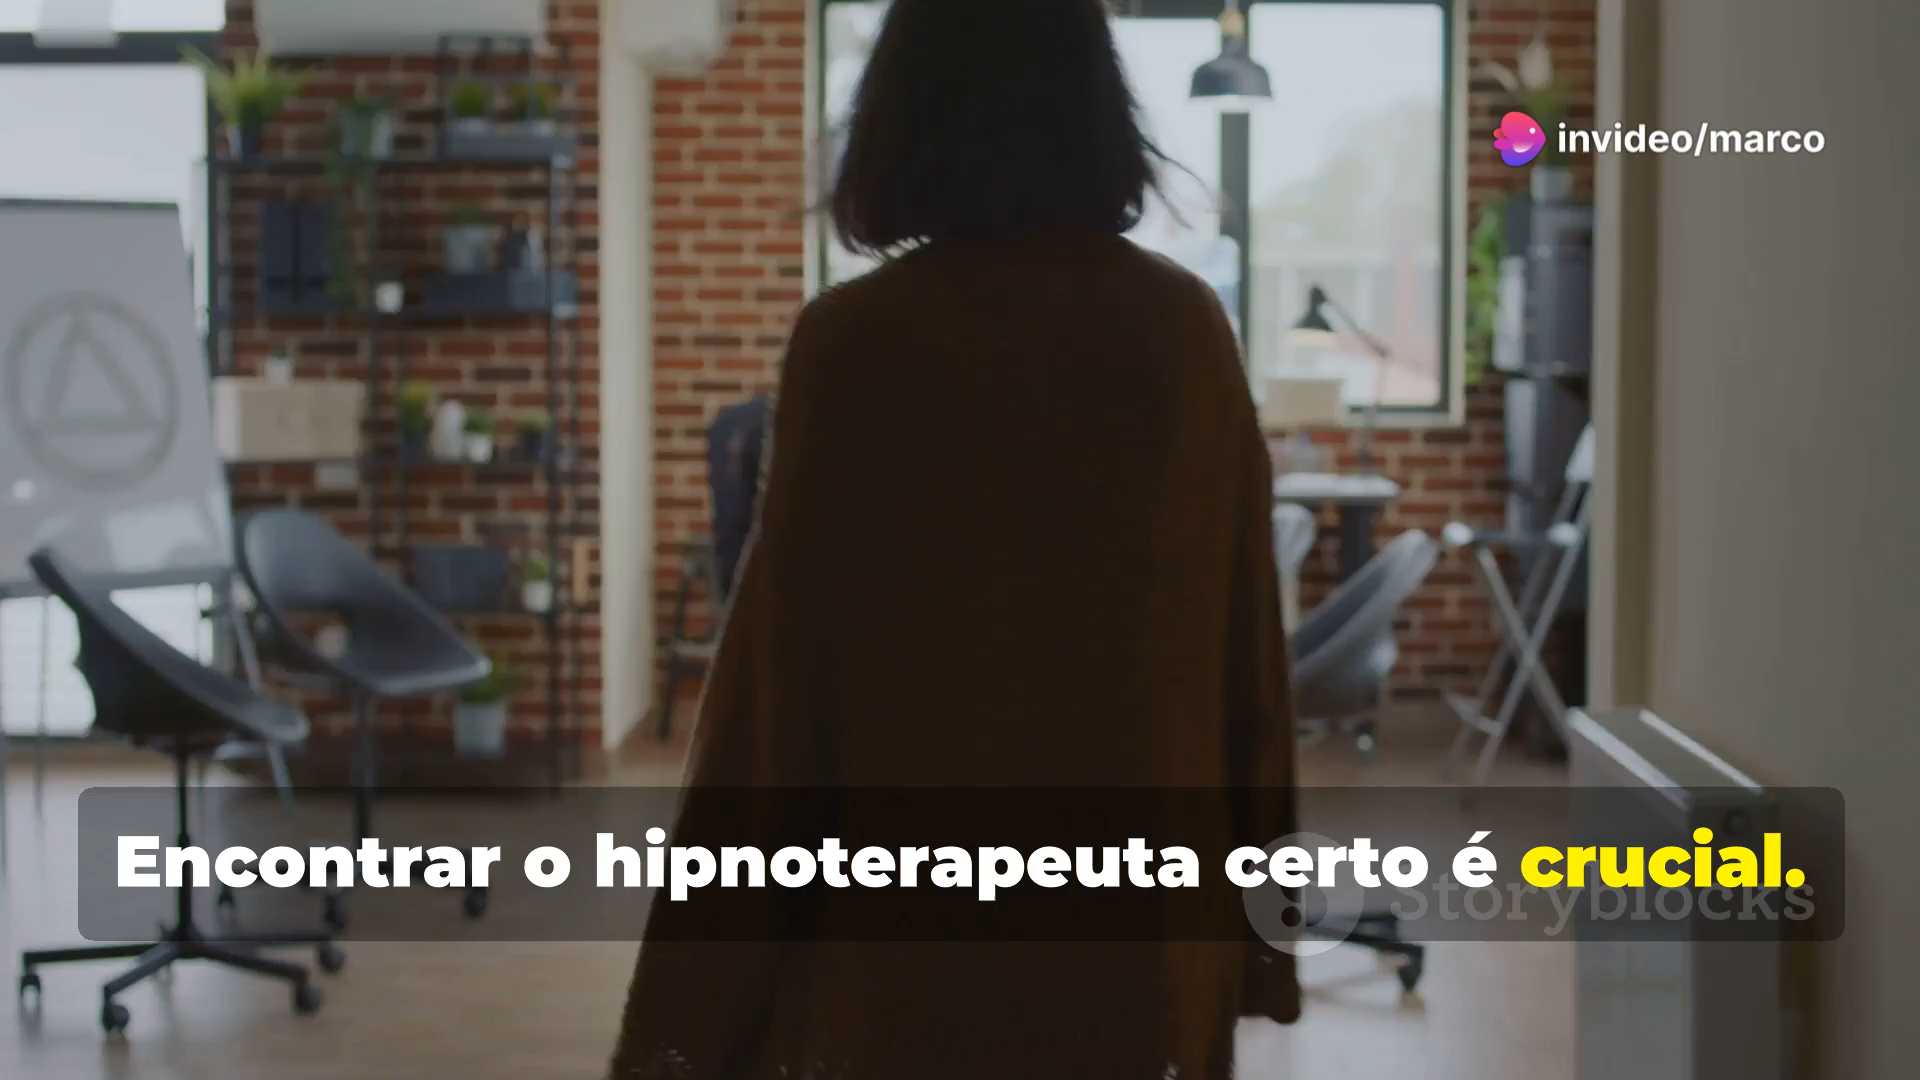 invideo/marco
Encontrar o hipnoterapeuta certo é crucial.
Storyblocks